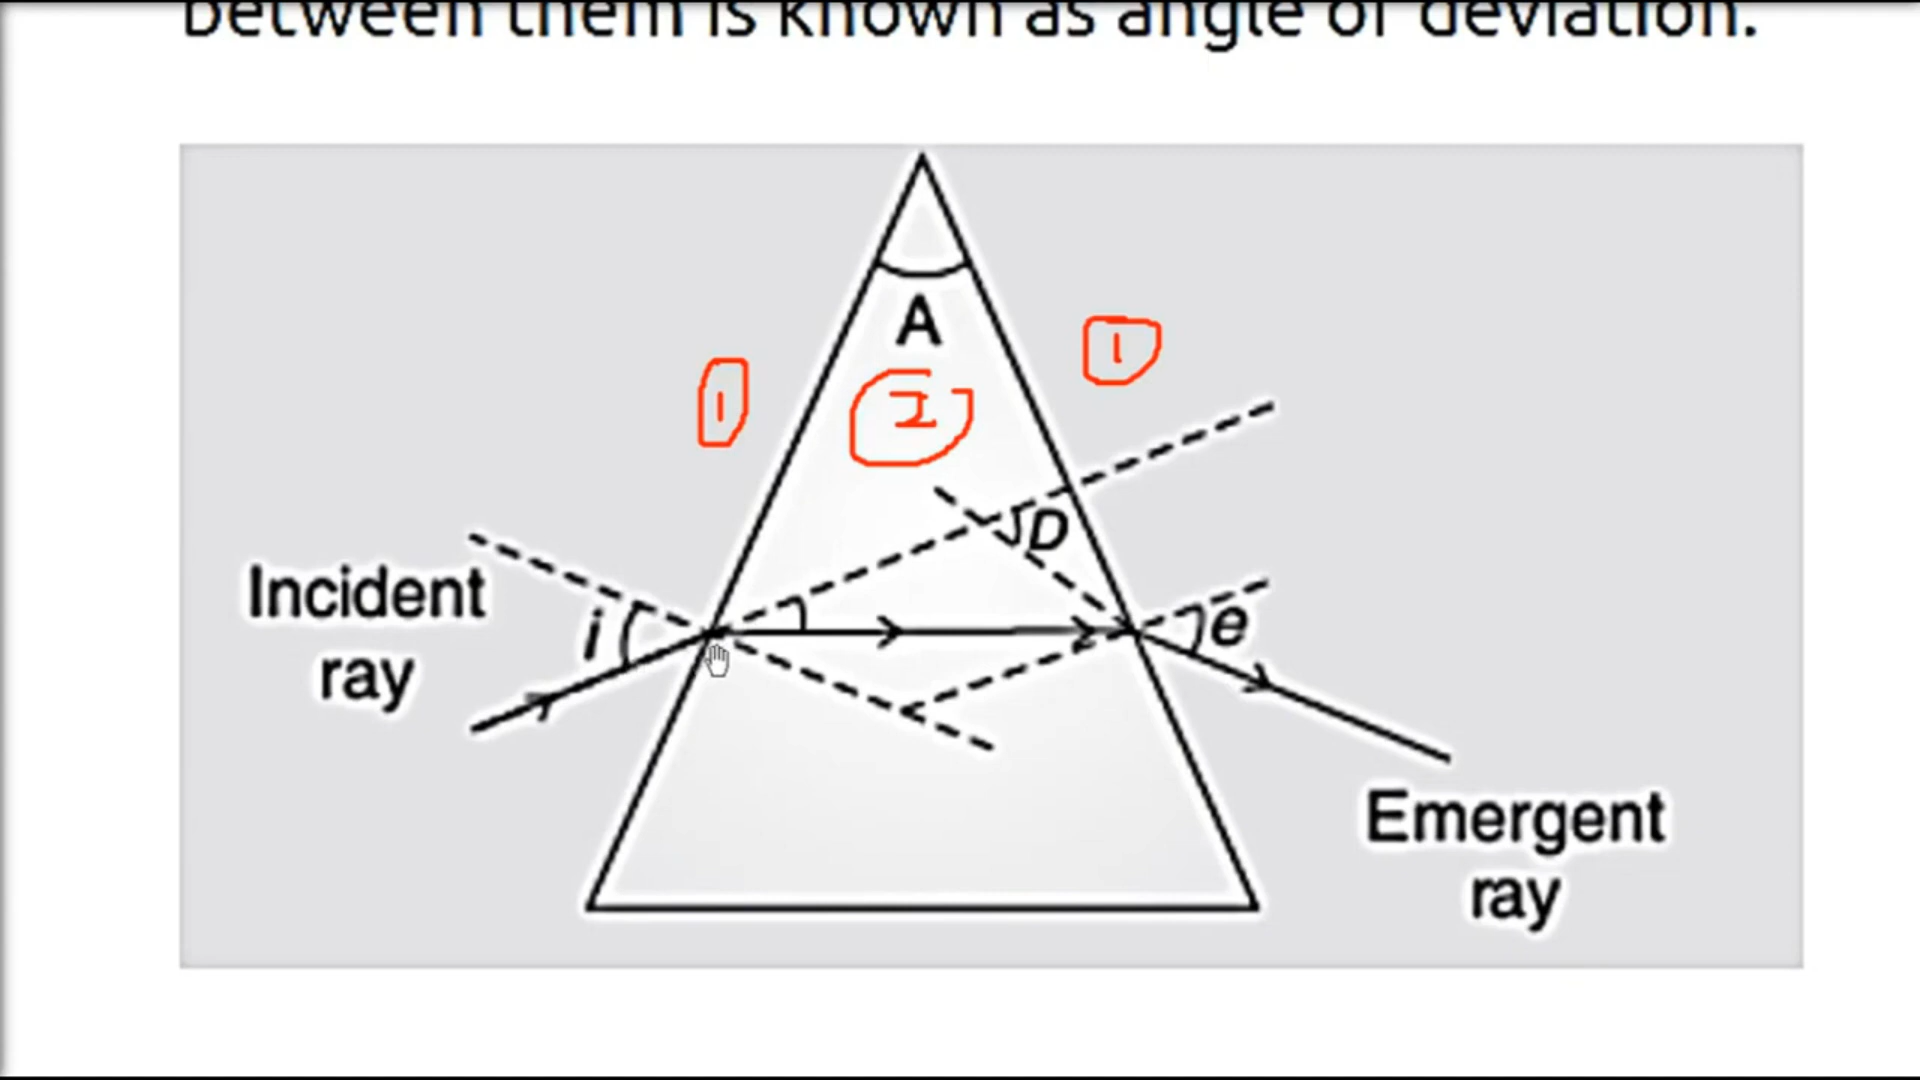 between them is known as angle of deviation.
A
1
1
2
D
Incident
ray
i
e
Emergent
ray